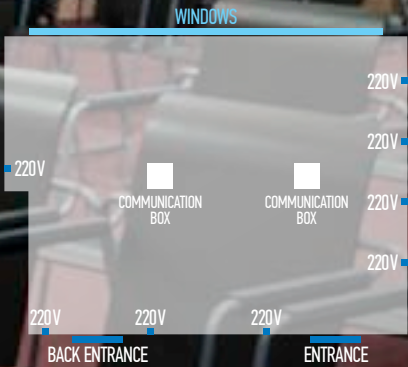 WINDOWS
220V
220V
220V
COMMUNICATION
BOX
COMMUNICATION
BOX
220V
220V
220V
220V
220V
BACK ENTRANCE
ENTRANCE